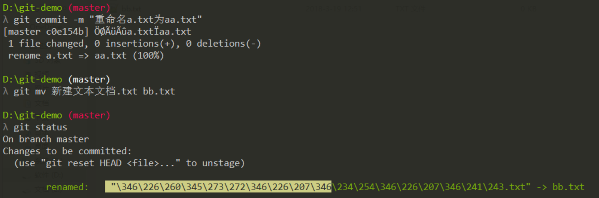 D:\git-demo (master)
λ git commit -m "重命名a.txt为aa.txt"
[master c0e154b] ÖØÃüÃûa.txtÎªaa.txt
1 file changed, 0 insertions(+), 0 deletions(-)
rename a.txt => aa.txt (100%)
D:\git-demo (master)
λ git mv 新建文本文档.txt bb.txt
D:\git-demo (master)
λ git status
On branch master
Changes to be committed:
(use "git reset HEAD <file>..." to unstage)
renamed: "\346\226\260\345\273\272\346\226\207\346\234\254\346\226\207\346\241\243.txt" -> bb.txt